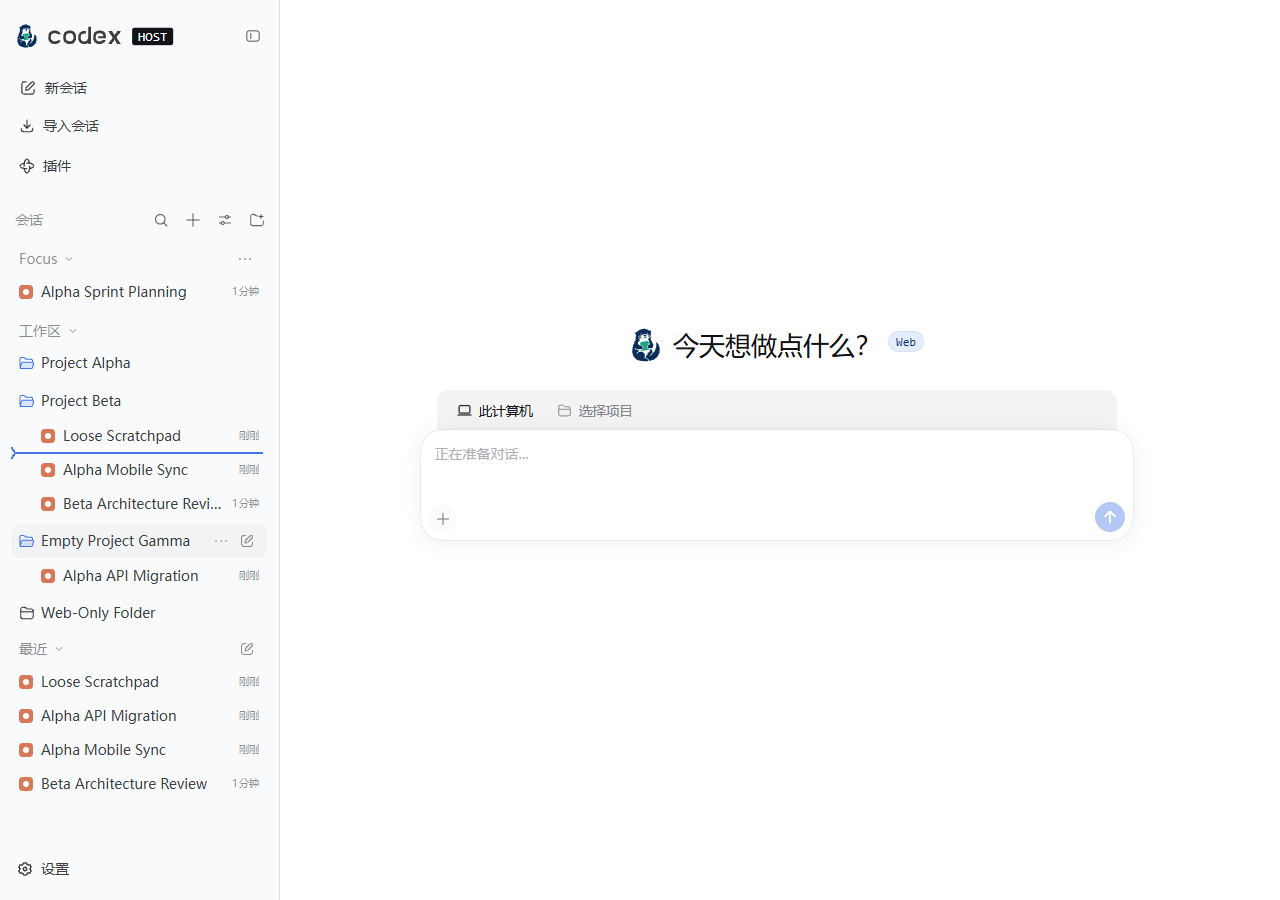 codex HOST
新会话
导入会话
插件
会话
Focus
Alpha Sprint Planning 1分钟
工作区
Project Alpha
Project Beta
Loose Scratchpad 刚刚
Alpha Mobile Sync 刚刚
Beta Architecture Revi... 1分钟
Empty Project Gamma
Alpha API Migration 刚刚
Web-Only Folder
最近
Loose Scratchpad 刚刚
Alpha API Migration 刚刚
Alpha Mobile Sync 刚刚
Beta Architecture Review 1分钟
设置
今天想做点什么? Web
此计算机 选择项目
正在准备对话...